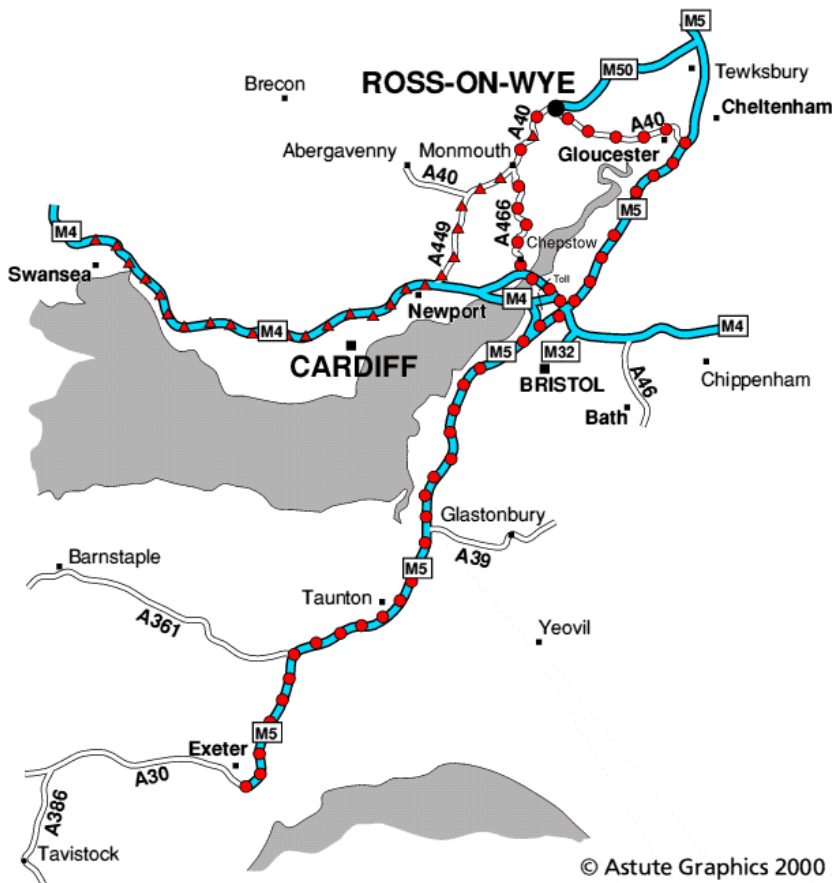 M5
M50
Tewksbury
Brecon
ROSS-ON-WYE
Cheltenham
A40
A40
Gloucester
Abergavenny
Monmouth
A40
M5
A466
A449
Chepstow
M4
Toll
Swansea
M4
Newport
M4
M4
CARDIFF
M5
M32
BRISTOL
A46
Chippenham
Bath
Glastonbury
A39
Barnstaple
M5
Taunton
A361
Yeovil
M5
Exeter
A30
A386
Tavistock
© Astute Graphics 2000